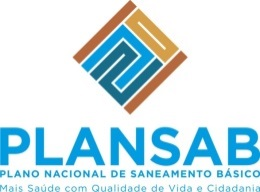 PLANSAB
PLANO NACIONAL DE SANEAMENTO BÁSICO
Mais Saúde com Qualidade de Vida e Cidadania